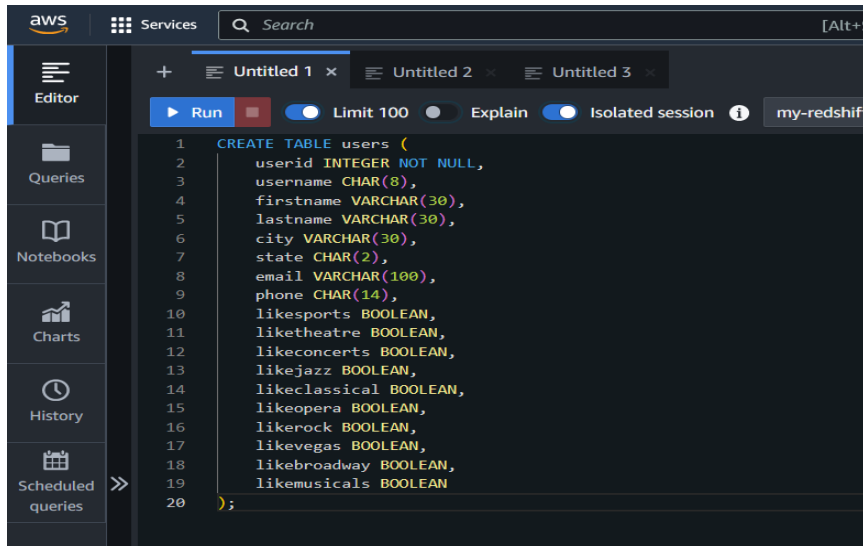 aws Services Search [Alt+S
Editor
Queries
Notebooks
Charts
History
Scheduled
queries
+ Untitled 1 × Untitled 2 × Untitled 3 ×
Run Limit 100 Explain Isolated session i my-redshif
1 CREATE TABLE users (
2 userid INTEGER NOT NULL,
3 username CHAR(8),
4 firstname VARCHAR(30),
5 lastname VARCHAR(30),
6 city VARCHAR(30),
7 state CHAR(2),
8 email VARCHAR(100),
9 phone CHAR(14),
10 likesports BOOLEAN,
11 liketheatre BOOLEAN,
12 likeconcerts BOOLEAN,
13 likejazz BOOLEAN,
14 likeclassical BOOLEAN,
15 likeopera BOOLEAN,
16 likerock BOOLEAN,
17 likevegas BOOLEAN,
18 likebroadway BOOLEAN,
19 likemusicals BOOLEAN
20 );